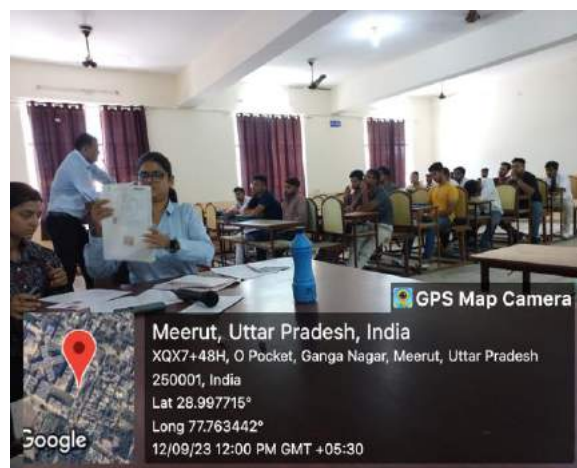 GPS Map Camera
Meerut, Uttar Pradesh, India
XQX7+48H, O Pocket, Ganga Nagar, Meerut, Uttar Pradesh
250001, India
Lat 28.997715°
Long 77.763442°
12/09/23 12:00 PM GMT +05:30
Google